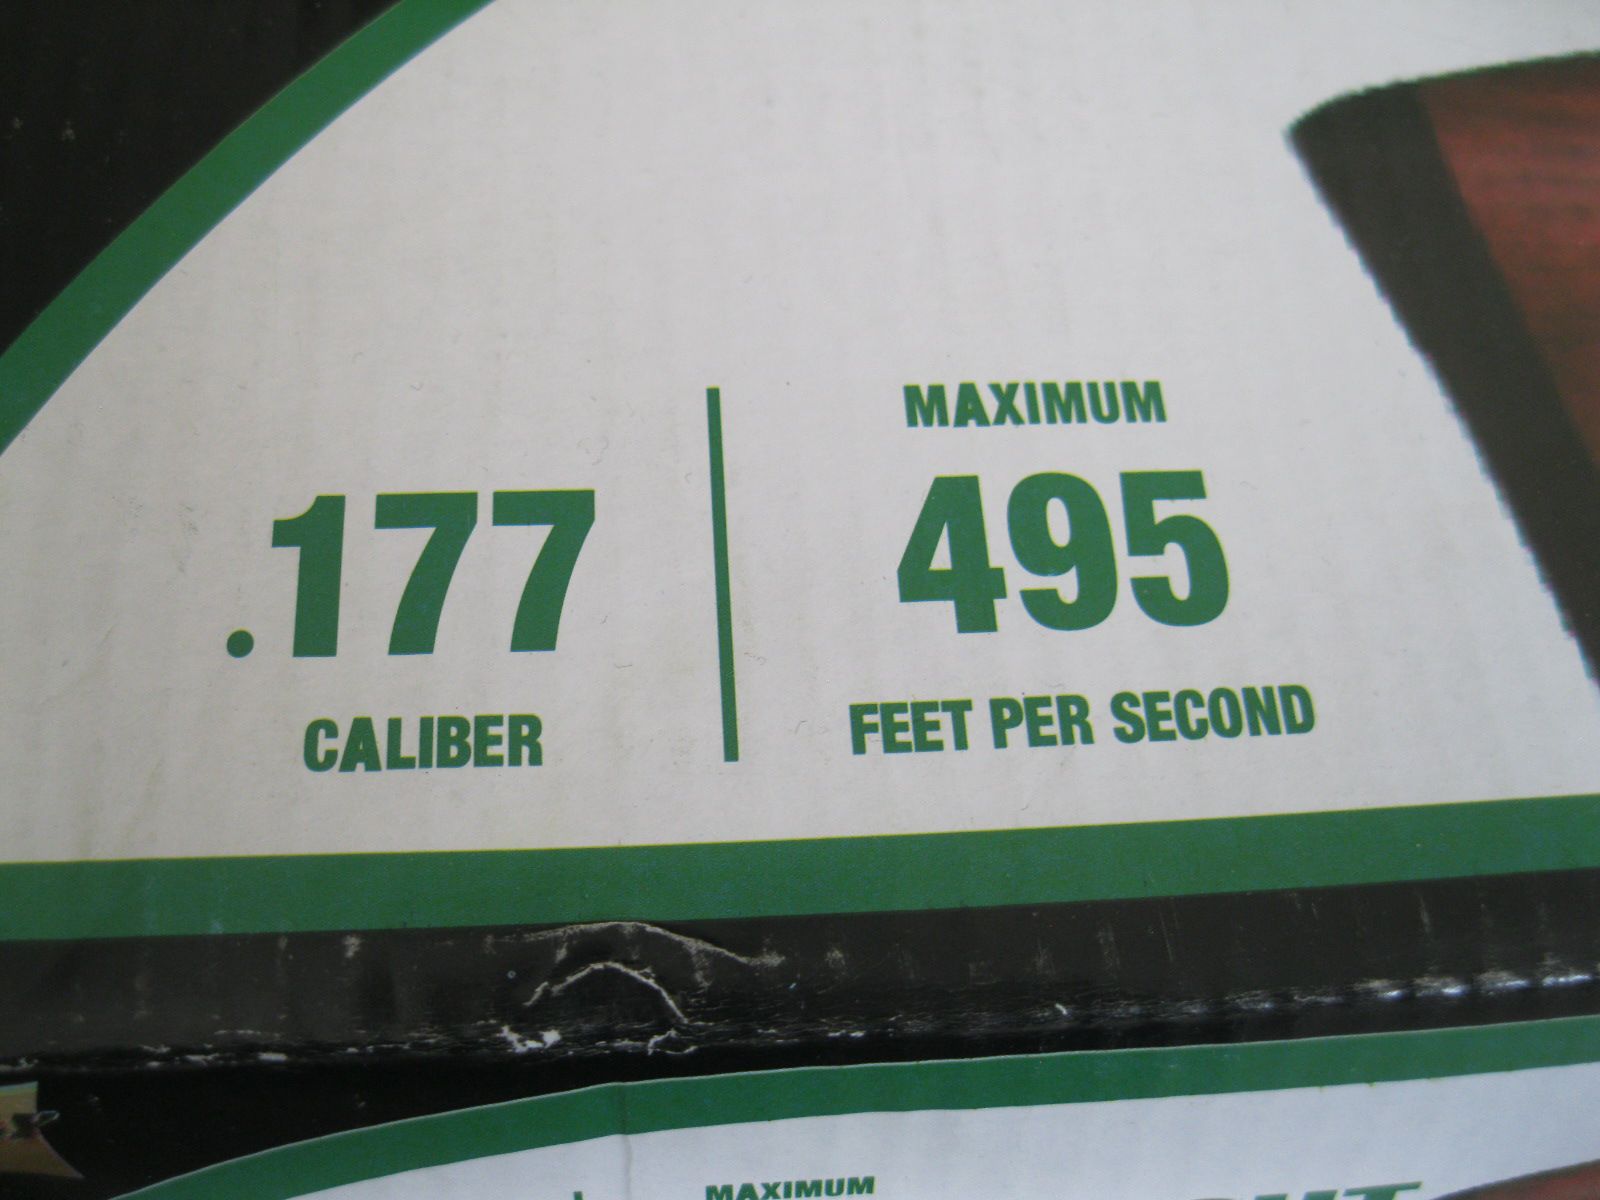 .177
CALIBER
MAXIMUM
495
FEET PER SECOND
MAXIMUM